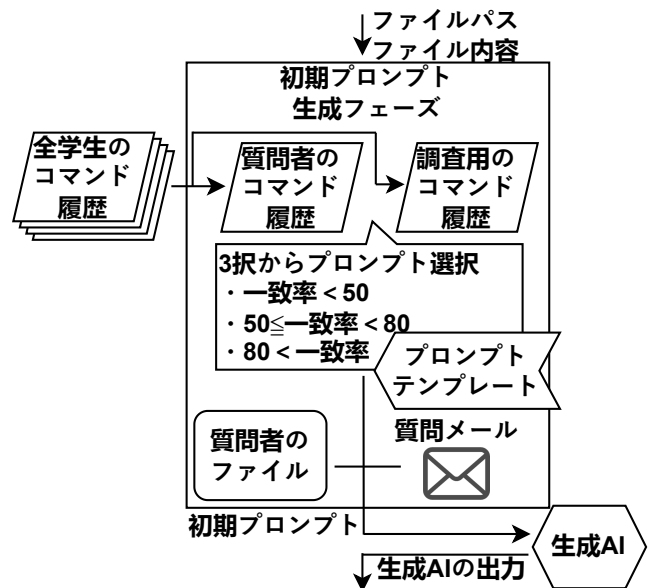 ファイルパス
ファイル内容
初期プロンプト
生成フェーズ
全学生の
コマンド
履歴
質問者の
コマンド
履歴
調査用の
コマンド
履歴
3択からプロンプト選択
・一致率＜50
・50≦一致率＜80
・80＜一致率
プロンプト
テンプレート
質問者の
ファイル
質問メール
初期プロンプト
生成AI
生成AIの出力